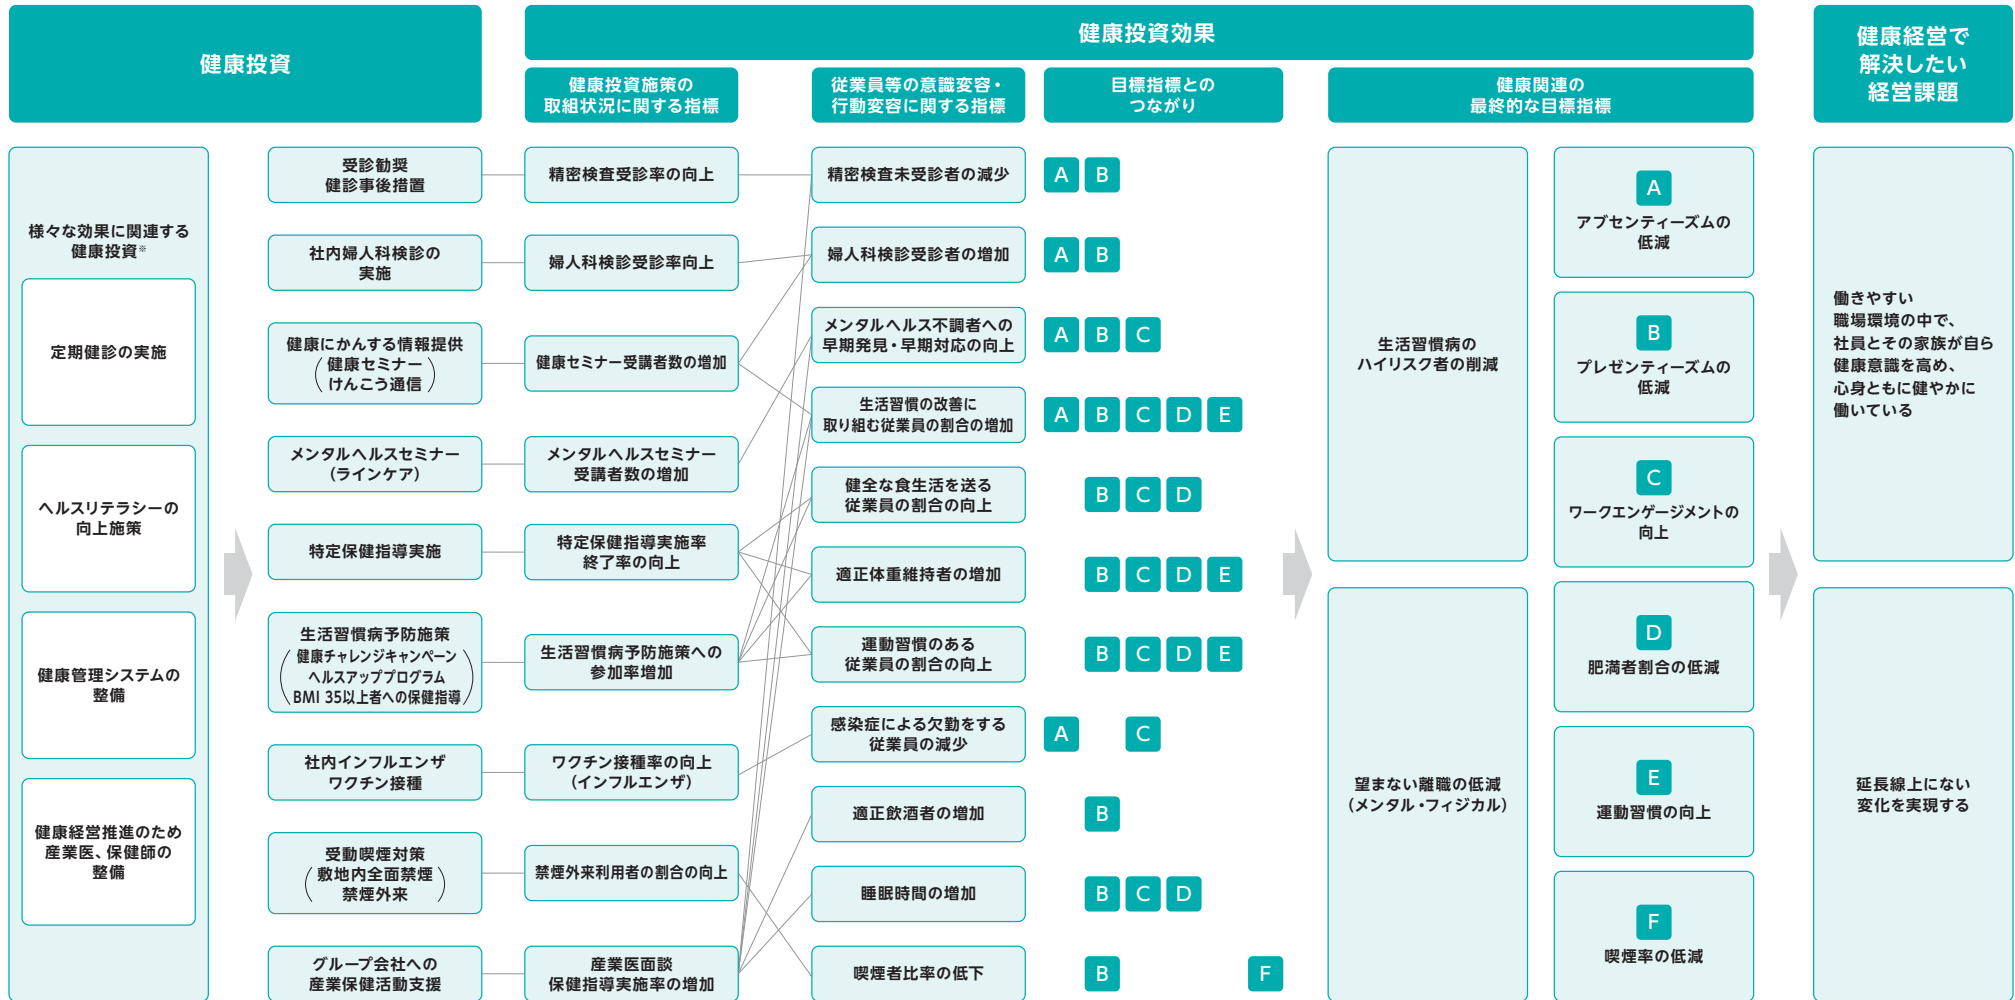 健康投資
健康投資効果
健康経営で
解決したい
経営課題
健康投資施策の
取組状況に関する指標
従業員等の意識変容・
行動変容に関する指標
目標指標との
つながり
健康関連の
最終的な目標指標
様々な効果に関連する
健康投資※
定期健診の実施
ヘルスリテラシーの
向上施策
健康管理システムの
整備
健康経営推進のため
産業医、保健師の
整備
受診勧奨
健診事後措置
社内婦人科検診の
実施
健康にかんする情報提供
(健康セミナー
けんこう通信)
メンタルヘルスセミナー
(ラインケア)
特定保健指導実施
生活習慣病予防施策
(健康チャレンジキャンペーン
ヘルスアッププログラム
BMI 35以上者への保健指導)
社内インフルエンザ
ワクチン接種
受動喫煙対策
(敷地内全面禁煙
禁煙外来)
グループ会社への
産業保健活動支援
精密検査受診率の向上
婦人科検診受診率向上
健康セミナー受講者数の増加
メンタルヘルスセミナー
受講者数の増加
特定保健指導実施率
終了率の向上
生活習慣病予防施策への
参加率増加
ワクチン接種率の向上
(インフルエンザ)
禁煙外来利用者の割合の向上
産業医面談
保健指導実施率の増加
精密検査未受診者の減少
A B
婦人科検診受診者の増加
A B
メンタルヘルス不調者への
早期発見・早期対応の向上
A B C
生活習慣の改善に
取り組む従業員の割合の増加
A B C D E
健全な食生活を送る
従業員の割合の向上
B C D
適正体重維持者の増加
B C D E
運動習慣のある
従業員の割合の向上
B C D E
感染症による欠勤をする
従業員の減少
A C
適正飲酒者の増加
B
睡眠時間の増加
B C D
喫煙者比率の低下
B F
生活習慣病の
ハイリスク者の削減
望まない離職の低減
(メンタル・フィジカル)
A
アブセンティーズムの
低減
B
プレゼンティーズムの
低減
C
ワークエンゲージメントの
向上
D
肥満者割合の低減
E
運動習慣の向上
F
喫煙率の低減
働きやすい
職場環境の中で、
社員とその家族が自ら
健康意識を高め、
心身ともに健やかに
働いている
延長線上にない
変化を実現する